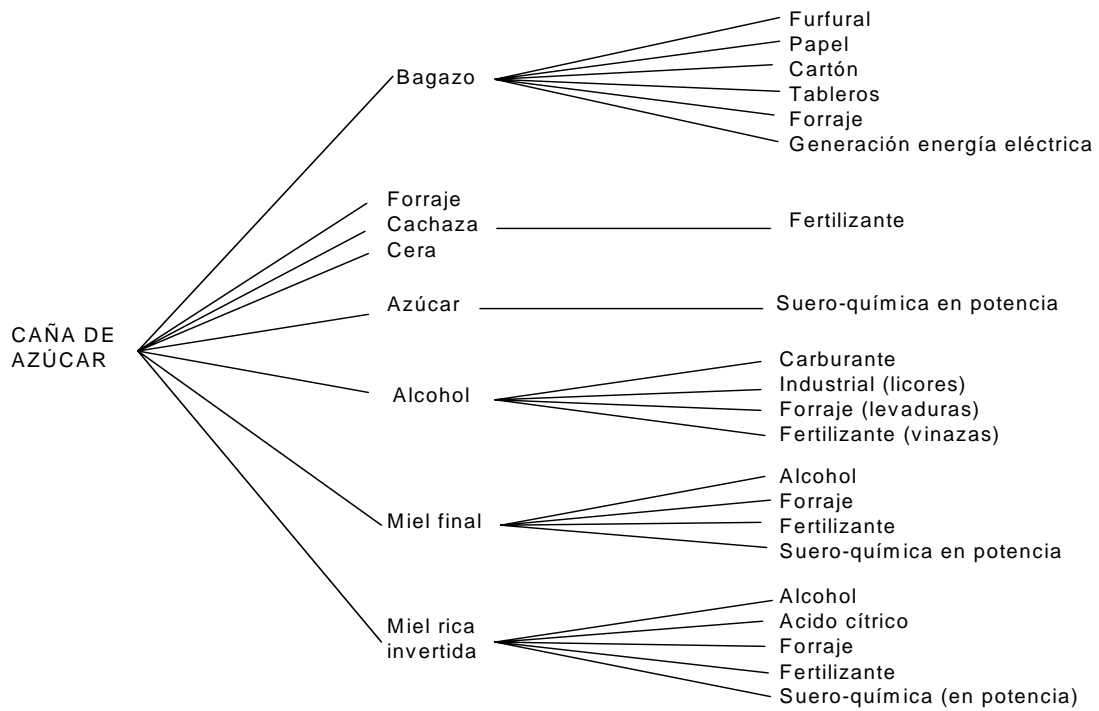 CAÑA DE
AZÚCAR
Bagazo
Furfural
Papel
Cartón
Tableros
Forraje
Generación energía eléctrica
Forraje
Cachaza
Fertilizante
Cera
Azúcar
Suero-química en potencia
Alcohol
Carburante
Industrial (licores)
Forraje (levaduras)
Fertilizante (vinazas)
Miel final
Alcohol
Forraje
Fertilizante
Suero-química en potencia
Miel rica
invertida
Alcohol
Acido cítrico
Forraje
Fertilizante
Suero-química (en potencia)